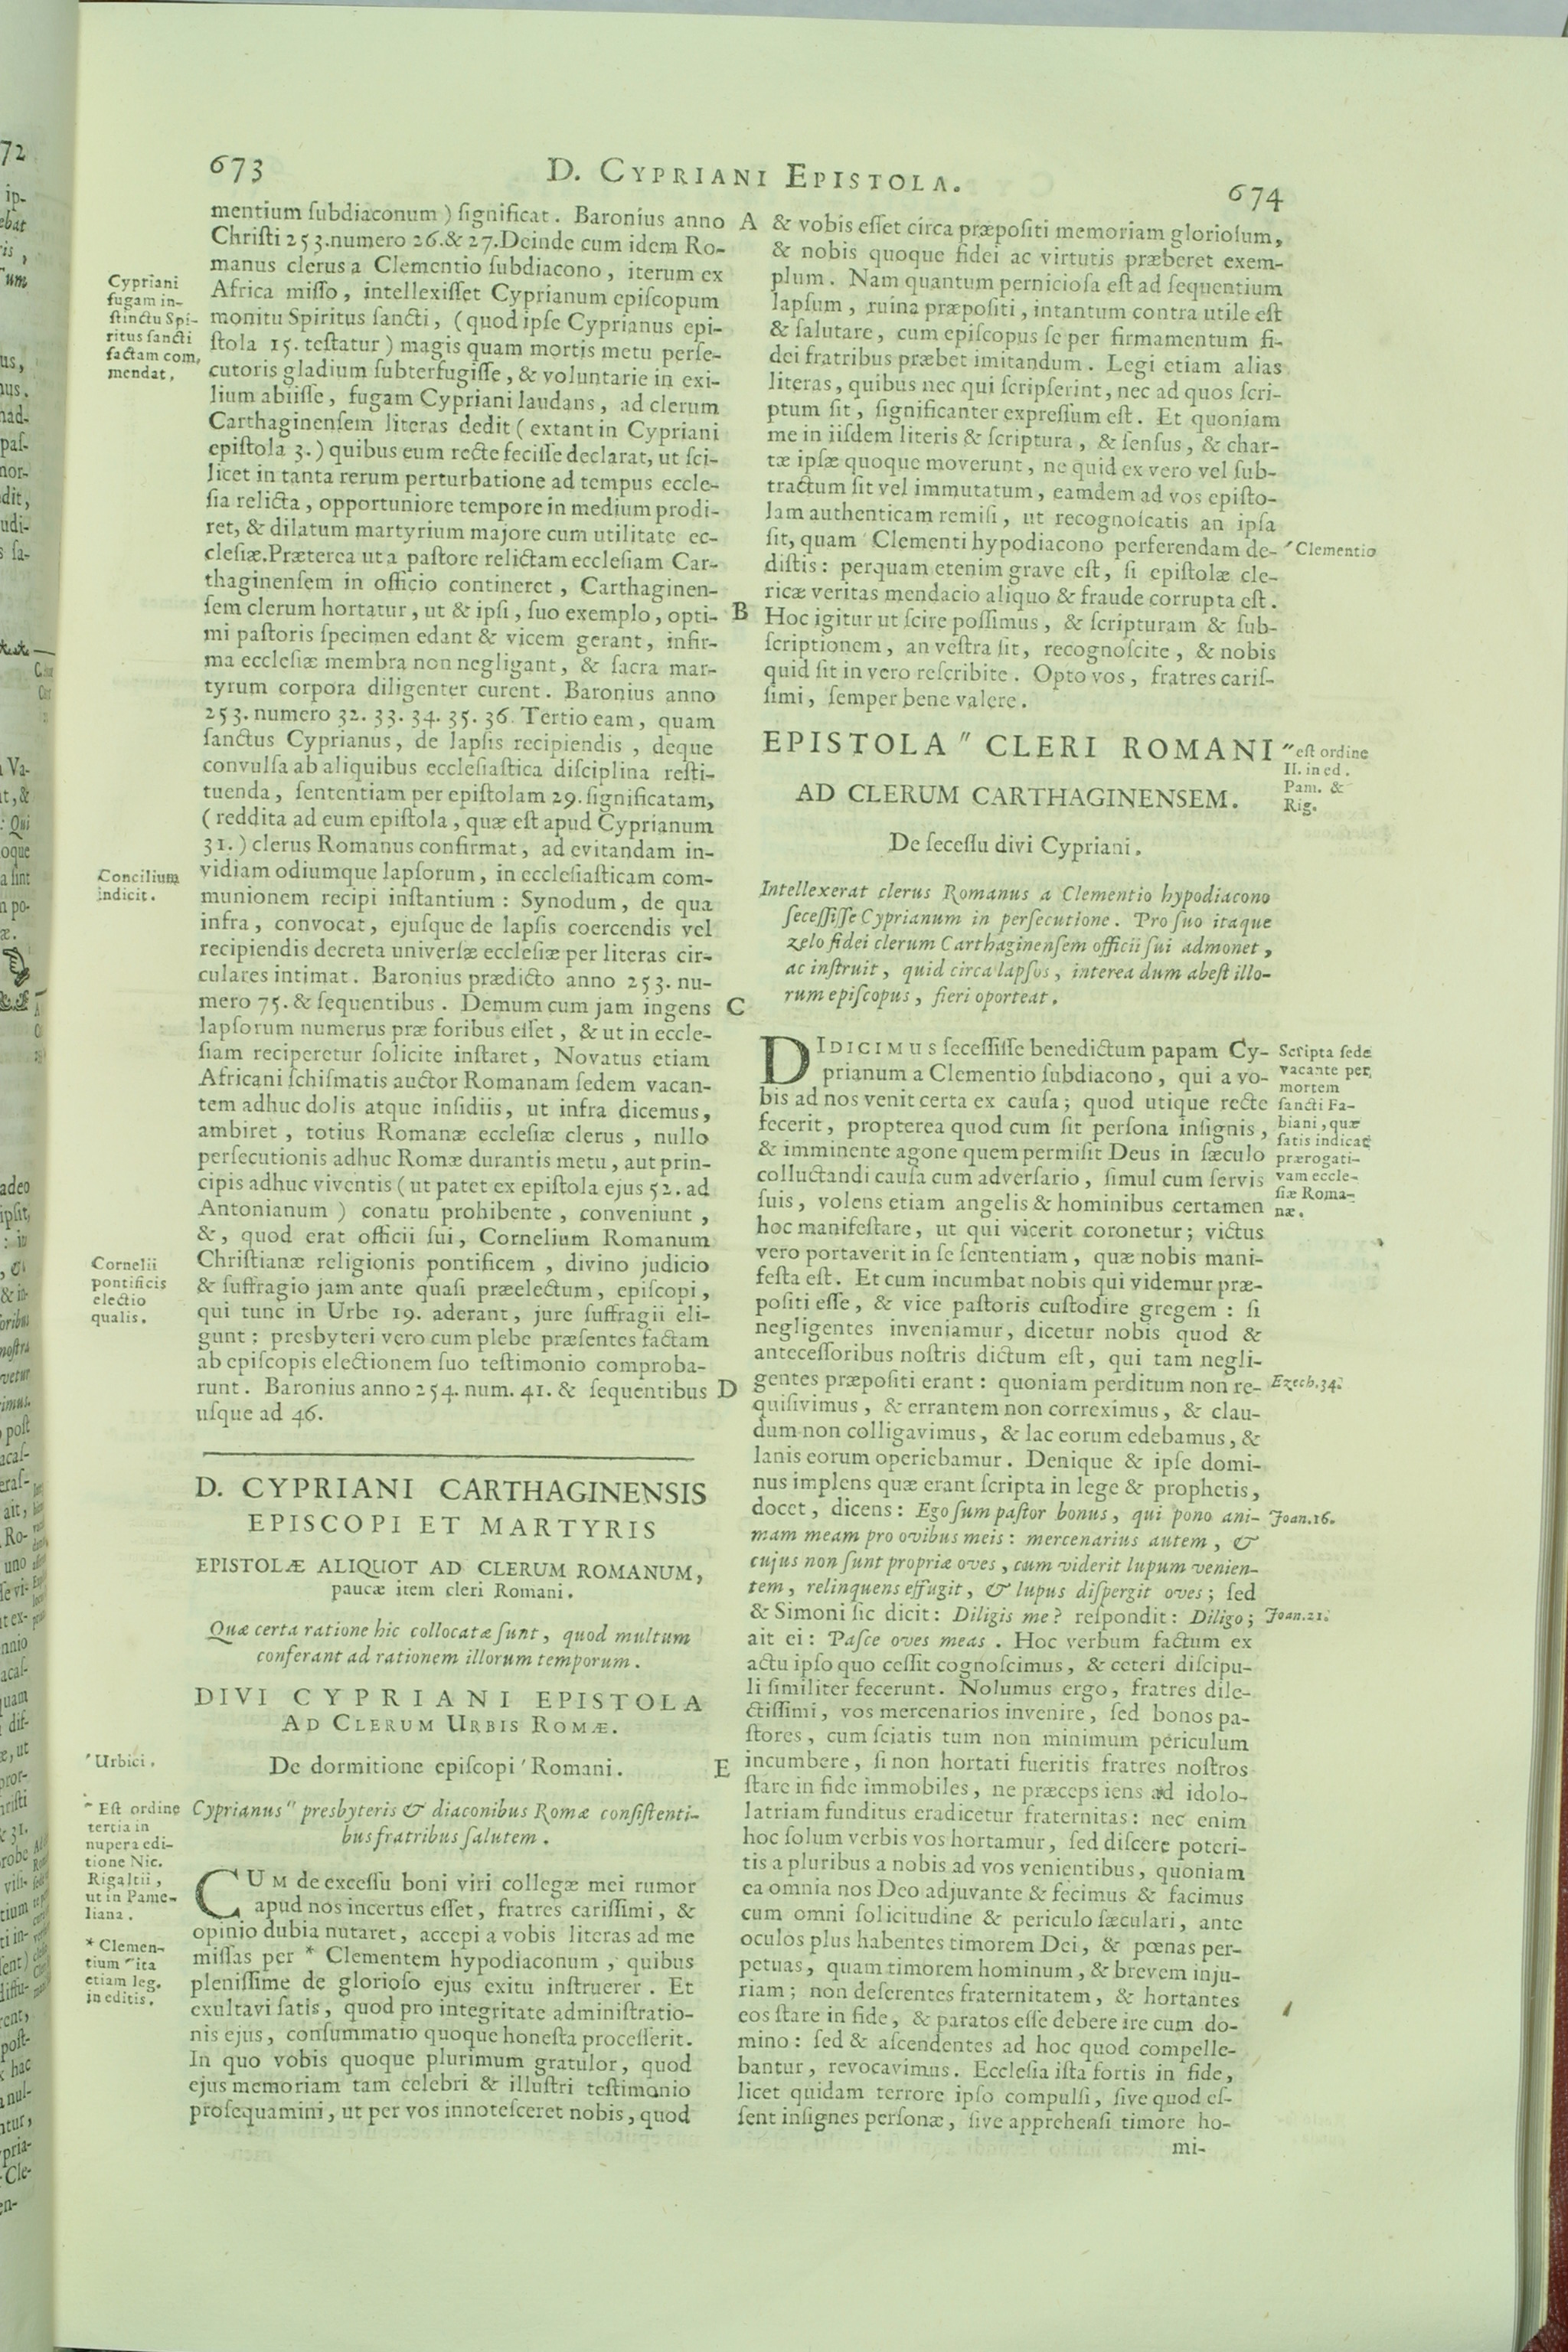 673
D. CYPRIANI EPISTOLA.
674
mentium ſubdiaconum ) ſignificat. Baronius anno
Chriſti 253. numero 26. & 27. Deinde cum idem Ro-
manus clerus a Clementio ſubdiacono, iterum ex
Africa miſſo, intellexiſſet Cyprianum epiſcopum
monitu Spiritus ſancti, (quod ipſe Cyprianus epi-
ſtola 15. teſtatur ) magis quam mortis metu perſe-
cutoris gladium ſubterfugiſſe, & voluntarie in exi-
lium abiiſſe, fugam Cypriani laudans, ad clerum
Carthaginenſem literas dedit ( extant in Cypriani
epiſtola 3. ) quibus eum recte feciſſe declarat, ut ſci-
licet in tanta rerum perturbatione ad tempus eccle-
ſia relicta, opportuniore tempore in medium prodi-
ret, & dilatum martyrium majore cum utilitate ec-
cleſiæ. Præterea ut a paſtore relictam eccleſiam Car-
thaginenſem in officio contineret, Carthaginen-
ſem clerum hortatur, ut & ipſi, ſuo exemplo, opti-
mi paſtoris ſpecimen edant & vicem gerant, infir-
ma eccleſiæ membra non negligant, & ſacra mar-
tyrum corpora diligenter curent. Baronius anno
253. numero 32. 33. 34. 35. 36. Tertio eam, quam
ſanctus Cyprianus, de lapſis recipiendis, deque
convulſa ab aliquibus eccleſiaſtica diſciplina reſti-
tuenda, ſententiam per epiſtolam 29. ſignificatam,
( reddita ad eum epiſtola, quæ eſt apud Cyprianum
31. ) clerus Romanus confirmat, ad evitandam in-
vidiam odiumque lapſorum, in eccleſiaſticam com-
munionem recipi inſtantium : Synodum, de qua
infra, convocat, ejuſque de lapſis coercendis vel
recipiendis decreta univerſæ eccleſiæ per literas cir-
culares intimat. Baronius prædicto anno 253. nu-
mero 75. & ſequentibus. Demum cum jam ingens
lapſorum numerus præ foribus eſſet, & ut in eccle-
ſiam reciperetur ſolicite inſtaret, Novatus etiam
Africani ſchiſmatis auctor Romanam ſedem vacan-
tem adhuc dolis atque inſidiis, ut infra dicemus,
ambiret, totius Romanæ eccleſiæ clerus, nullo
perſecutionis adhuc Romæ durantis metu, aut prin-
cipis adhuc viventis ( ut patet ex epiſtola ejus 52. ad
Antonianum ) conatu prohibente, conveniunt,
&, quod erat officii ſui, Cornelium Romanum
Chriſtianæ religionis pontificem, divino judicio
& ſuffragio jam ante quaſi præelectum, epiſcopi,
qui tunc in Urbe 19. aderant, jure ſuffragii eli-
gunt : presbyteri vero cum plebe præſentes factam
ab epiſcopis electionem ſuo teſtimonio comproba-
runt. Baronius anno 254. num. 41. & ſequentibus
uſque ad 46.
Cypriani
fugam in-
ſtinctu Spi-
ritus ſancti
factam com-
mendat.
Concilium
indicit.
Cornelii
pontificis
electio
qualis.
D. CYPRIANI CARTHAGINENSIS
EPISCOPI ET MARTYRIS
EPISTOLÆ ALIQUOT AD CLERUM ROMANUM,
paucæ item cleri Romani.
Quæ certa ratione hic collocatæ ſunt, quod multum
conferant ad rationem illorum temporum.
DIVI CYPRIANI EPISTOLA
AD CLERUM URBIS ROMÆ.
De dormitione epiſcopi ' Romani.
Cyprianus " presbyteris & diaconibus Romæ conſiſtenti-
bus fratribus ſalutem.
CUM de exceſſu boni viri collegæ mei rumor
apud nos incertus eſſet, fratres cariſſimi, &
opinio dubia nutaret, accepi a vobis literas ad me
miſſas per * Clementem hypodiaconum, quibus
pleniſſime de glorioſo ejus exitu inſtruerer. Et
exultavi ſatis, quod pro integritate adminiſtratio-
nis ejus, conſummatio quoque honeſta proceſſerit.
In quo vobis quoque plurimum gratulor, quod
ejus memoriam tam celebri & illuſtri teſtimonio
proſequamini, ut per vos innoteſceret nobis, quod
' Urbici.
" Eſt ordine
tertia in
nupera edi-
tione Nic.
Rigaltii,
ut in Pame-
liana.
* Clemen-
tium " ita
etiam leg.
in editis.
A
B
C
D
E
& vobis eſſet circa præpoſiti memoriam glorioſum,
& nobis quoque fidei ac virtutis præberet exem-
plum. Nam quantum pernicioſa eſt ad ſequentium
lapſum, ruina præpoſiti, intantum contra utile eſt
& ſalutare, cum epiſcopus ſe per firmamentum fi-
dei fratribus præbet imitandum. Legi etiam alias
literas, quibus nec qui ſcripſerint, nec ad quos ſcri-
ptum ſit, ſignificanter expreſſum eſt. Et quoniam
me in iiſdem literis & ſcriptura, & ſenſus, & char-
tæ ipſæ quoque moverunt, ne quid ex vero vel ſub-
tractum ſit vel immutatum, eamdem ad vos epiſto-
lam authenticam remiſi, ut recognoſcatis an ipſa
ſit, quam ' Clementi hypodiacono perferendam de-
diſtis : perquam etenim grave eſt, ſi epiſtolæ cle-
ricæ veritas mendacio aliquo & fraude corrupta eſt.
Hoc igitur ut ſcire poſſimus, & ſcripturam & ſub-
ſcriptionem, an veſtra ſit, recognoſcite, & nobis
quid ſit in vero reſcribite. Opto vos, fratres cariſ-
ſimi, ſemper bene valere.
' Clementio
EPISTOLA " CLERI ROMANI
AD CLERUM CARTHAGINENSEM.
" eſt ordine
II. in ed.
Pam. &
Rig.
De ſeceſſu divi Cypriani.
Intellexerat clerus Romanus a Clementio hypodiacono
ſeceſſiſſe Cyprianum in perſecutione. Pro ſuo itaque
zelo fidei clerum Carthaginenſem officii ſui admonet,
ac inſtruit, quid circa lapſos, interea dum abeſt illo-
rum epiſcopus, fieri oporteat.
DIDICIMUS ſeceſſiſſe benedictum papam Cy-
prianum a Clementio ſubdiacono, qui a vo-
bis ad nos venit certa ex cauſa ; quod utique recte
fecerit, propterea quod cum ſit perſona inſignis,
& imminente agone quem permiſit Deus in ſæculo
colluctandi cauſa cum adverſario, ſimul cum ſervis
ſuis, volens etiam angelis & hominibus certamen
hoc manifeſtare, ut qui vicerit coronetur ; victus
vero portaverit in ſe ſententiam, quæ nobis mani-
feſta eſt. Et cum incumbat nobis qui videmur præ-
poſiti eſſe, & vice paſtoris cuſtodire gregem : ſi
negligentes inveniamur, dicetur nobis quod &
anteceſſoribus noſtris dictum eſt, qui tam negli-
gentes præpoſiti erant : quoniam perditum non re-
quiſivimus, & errantem non correximus, & clau-
dum non colligavimus, & lac eorum edebamus, &
lanis eorum operiebamur. Denique & ipſe domi-
nus implens quæ erant ſcripta in lege & prophetis,
docet, dicens : Ego ſum paſtor bonus, qui pono ani-
mam meam pro ovibus meis : mercenarius autem, &
cujus non ſunt propriæ oves, cum viderit lupum venien-
tem, relinquens effugit, & lupus diſpergit oves ; ſed
& Simoni ſic dicit : Diligis me ? reſpondit : Diligo ;
ait ei : Paſce oves meas. Hoc verbum factum ex
actu ipſo quo ceſſit cognoſcimus, & ceteri diſcipu-
li ſimiliter fecerunt. Nolumus ergo, fratres dile-
ctiſſimi, vos mercenarios invenire, ſed bonos pa-
ſtores, cum ſciatis tum non minimum periculum
incumbere, ſi non hortati fueritis fratres noſtros
ſtare in fide immobiles, ne præceps iens ad idolo-
latriam funditus eradicetur fraternitas : nec enim
hoc ſolum verbis vos hortamur, ſed diſcere poteri-
tis a pluribus a nobis ad vos venientibus, quoniam
ea omnia nos Deo adjuvante & fecimus & facimus
cum omni ſolicitudine & periculo ſæculari, ante
oculos plus habentes timorem Dei, & pœnas per-
petuas, quam timorem hominum, & brevem inju-
riam ; non deſerentes fraternitatem, & hortantes
eos ſtare in fide, & paratos eſſe debere ire cum do-
mino : ſed & aſcendentes ad hoc quod compelle-
bantur, revocavimus. Eccleſia iſta fortis in fide,
licet quidam terrore ipſo compulſi, ſive quod eſ-
ſent inſignes perſonæ, ſive apprehenſi timore ho-
mi-
Scripta ſede
vacante per
mortem
ſancti Fa-
biani, quæ
ſatis indicat
prærogati-
vam eccle-
ſiæ Roma-
næ.
Ezech. 34.
Joan. 16.
Joan. 21.